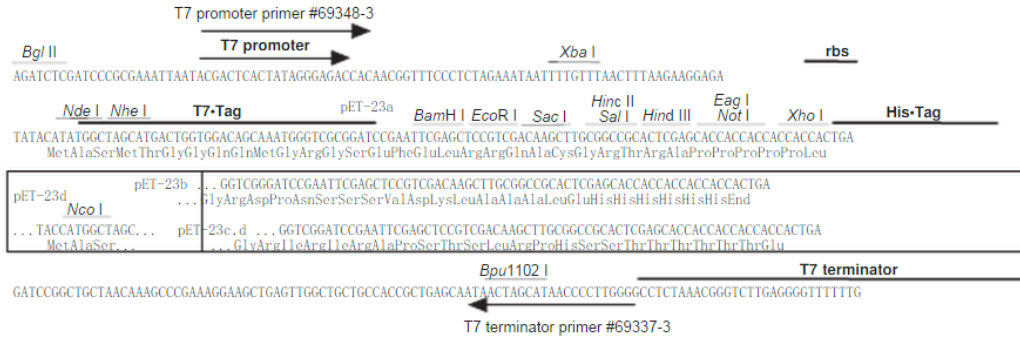 T7 promoter primer #69348-3
Bgl II T7 promoter Xba I rbs
AGATCTCGATCCCGCGAAATTAATACGACTCACTATAGGGAGACCACAACGGTTTCCCTCTAGAAATAATTTTGTTTAACTTTAAGAAGGAGA
Nde I Nhe I T7•Tag pET-23a BamH I EcoR I Sac I Hinc II Sal I Hind III Eag I Not I Xho I His•Tag
TATACATATGGCTAGCATGACTGGTGGACAGCAAATGGGTCGCGGATCCGAATTCGAGCTCCGTCGACAAGCTTGCGGCCGCACTCGAGCACCACCACCACCACCACTGA
MetAlaSerMetThrGlyGlyGlnGlnMetGlyArgGlySerGluPheGluLeuArgArgGlnAlaCysGlyArgThrArgAlaProProProProProLeu
pET-23b ...GGTCGGGATCCGAATTCGAGCTCCGTCGACAAGCTTGCGGCCGCACTCGAGCACCACCACCACCACCACTGA
pET-23d ...GlyArgAspProAsnSerSerSerValAspLysLeuAlaAlaAlaLeuGluHisHisHisHisHisHisEnd
Nco I
...TACCATGGCTAGC... pET-23c,d ...GGTCGGATCCGAATTCGAGCTCCGTCGACAAGCTTGCGGCCGCACTCGAGCACCACCACCACCACCACTGA
MetAlaSer... ...GlyArgIleArgIleArgAlaProSerThrSerLeuArgProHisSerSerThrThrThrThrThrThrGlu
Bpu1102 I T7 terminator
GATCCGGCTGCTAACAAAGCCCGAAAGGAAGCTGAGTTGGCTGCTGCCACCGCTGAGCAATAACTAGCATAACCCCTTGGGGCCTCTAAACGGGTCTTGAGGGGTTTTTTG
T7 terminator primer #69337-3